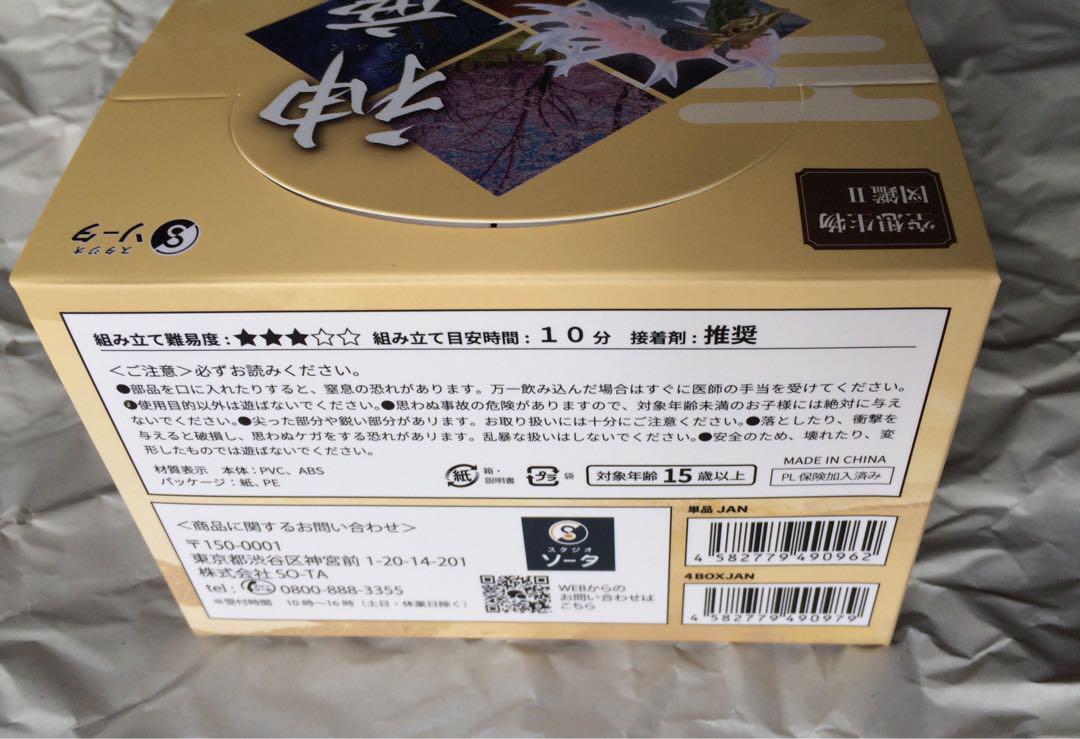 神
空想生物
図鑑 II
スタジオ
ソータ
組み立て難易度：★★★☆☆ 組み立て目安時間：10分 接着剤：推奨
＜ご注意＞必ずお読みください。
●部品を口に入れたりすると、窒息の恐れがあります。万一飲み込んだ場合はすぐに医師の手当を受けてください。
●使用目的以外は遊ばないでください。●思わぬ事故の危険がありますので、対象年齢未満のお子様には絶対に与え
ないでください。●尖った部分や鋭い部分があります。お取り扱いには十分にご注意ください。●落としたり、衝撃を
与えると破損し、思わぬケガをする恐れがあります。乱暴な扱いはしないでください。●安全のため、壊れたり、変
形したものでは遊ばないでください。
材質表示 本体：PVC、ABS
パッケージ：紙、PE
紙 箱・
説明書
プラ 袋
対象年齢 15歳以上
MADE IN CHINA
PL保険加入済み
＜商品に関するお問い合わせ＞
〒150-0001
東京都渋谷区神宮前 1-20-14-201
株式会社 SO-TA
tel： 0800-888-3355
※受付時間 10時～16時（土日・休業日除く）
スタジオ
ソータ
WEBからの
お問い合わせは
こちら
単品 JAN
4 582779 490962
4BOXJAN
4 582779 490979